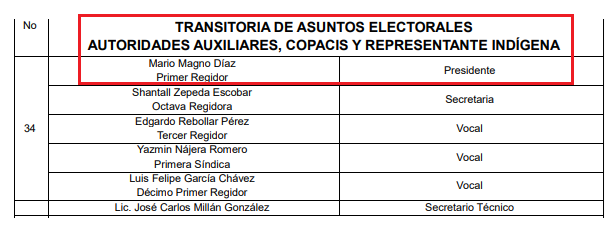 No
TRANSITORIA DE ASUNTOS ELECTORALES
AUTORIDADES AUXILIARES, COPACIS Y REPRESENTANTE INDÍGENA
Mario Magno Díaz
Primer Regidor
Presidente
Shantall Zepeda Escobar
Octava Regidora
Secretaria
34
Edgardo Rebollar Pérez
Tercer Regidor
Vocal
Yazmin Nájera Romero
Primera Síndica
Vocal
Luis Felipe García Chávez
Décimo Primer Regidor
Vocal
Lic. José Carlos Millán González
Secretario Técnico